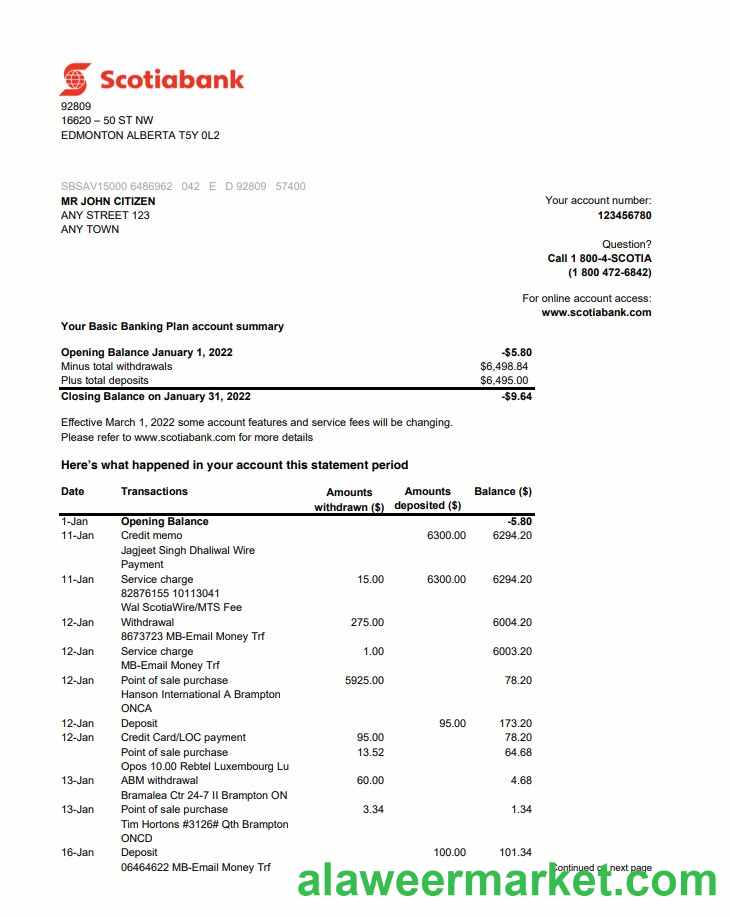 Scotiabank
92809
16620 – 50 ST NW
EDMONTON ALBERTA T5Y 0L2
SBSAV15000 6486962 042 E D 92809 57400
MR JOHN CITIZEN
ANY STREET 123
ANY TOWN
Your account number:
123456780
Question?
Call 1 800-4-SCOTIA
(1 800 472-6842)
For online account access:
www.scotiabank.com
Your Basic Banking Plan account summary
Opening Balance January 1, 2022 -$5.80
Minus total withdrawals $6,498.84
Plus total deposits $6,495.00
Closing Balance on January 31, 2022 -$9.64
Effective March 1, 2022 some account features and service fees will be changing.
Please refer to www.scotiabank.com for more details
Here's what happened in your account this statement period
Date Transactions Amounts Amounts Balance ($)
withdrawn ($) deposited ($)
1-Jan Opening Balance -5.80
11-Jan Credit memo 6300.00 6294.20
Jagjeet Singh Dhaliwal Wire
Payment
11-Jan Service charge 15.00 6300.00 6294.20
82876155 10113041
Wal ScotiaWire/MTS Fee
12-Jan Withdrawal 275.00 6004.20
8673723 MB-Email Money Trf
12-Jan Service charge 1.00 6003.20
MB-Email Money Trf
12-Jan Point of sale purchase 5925.00 78.20
Hanson International A Brampton
ONCA
12-Jan Deposit 95.00 173.20
12-Jan Credit Card/LOC payment 95.00 78.20
Point of sale purchase 13.52 64.68
Opos 10.00 Rebtel Luxembourg Lu
13-Jan ABM withdrawal 60.00 4.68
Bramalea Ctr 24-7 II Brampton ON
13-Jan Point of sale purchase 3.34 1.34
Tim Hortons #3126# Qth Brampton
ONCD
16-Jan Deposit 100.00 101.34
06464622 MB-Email Money Trf
Continued on next page
alaweermarket.com